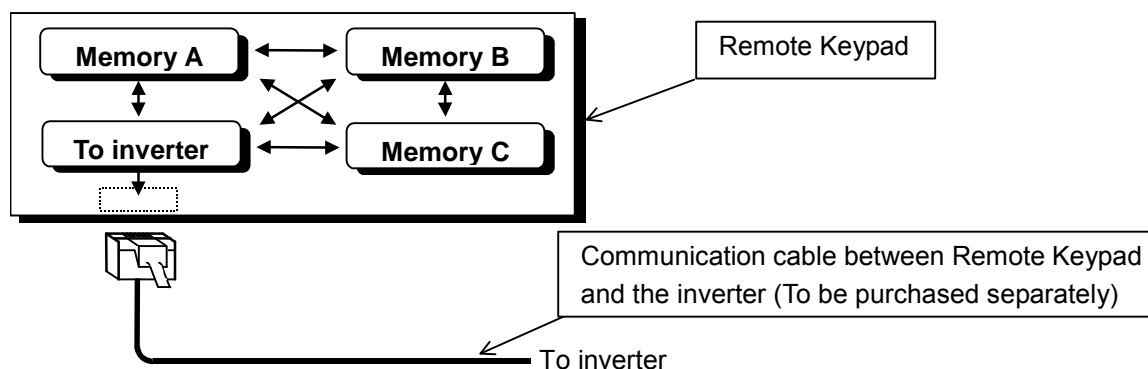 Memory A
Memory B
Remote Keypad
To inverter
Memory C
Communication cable between Remote Keypad
and the inverter (To be purchased separately)
To inverter